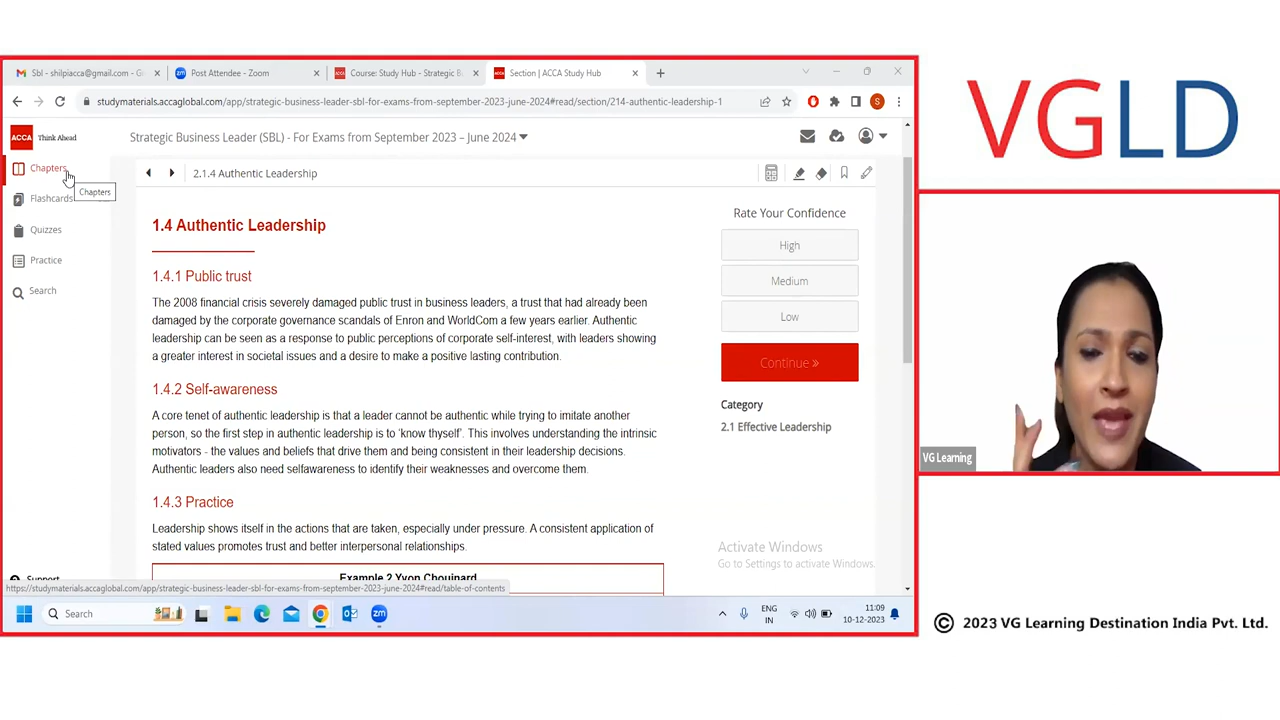 Sbl - shilpiacca@gmail.com - G
Post Attendee - Zoom
Course: Study Hub - Strategic B
Section | ACCA Study Hub
studymaterials.accaglobal.com/app/strategic-business-leader-sbl-for-exams-from-september-2023-june-2024#read/section/214-authentic-leadership-1
S
ACCA
Think Ahead
Strategic Business Leader (SBL) - For Exams from September 2023 – June 2024
Chapters
Chapters
Flashcards
Quizzes
Practice
Search
Support
2.1.4 Authentic Leadership
1.4 Authentic Leadership
1.4.1 Public trust
The 2008 financial crisis severely damaged public trust in business leaders, a trust that had already been
damaged by the corporate governance scandals of Enron and WorldCom a few years earlier. Authentic
leadership can be seen as a response to public perceptions of corporate self-interest, with leaders showing
a greater interest in societal issues and a desire to make a positive lasting contribution.
1.4.2 Self-awareness
A core tenet of authentic leadership is that a leader cannot be authentic while trying to imitate another
person, so the first step in authentic leadership is to ‘know thyself’. This involves understanding the intrinsic
motivators - the values and beliefs that drive them and being consistent in their leadership decisions.
Authentic leaders also need selfawareness to identify their weaknesses and overcome them.
1.4.3 Practice
Leadership shows itself in the actions that are taken, especially under pressure. A consistent application of
stated values promotes trust and better interpersonal relationships.
Example 2 Yvon Chouinard
Rate Your Confidence
High
Medium
Low
Continue »
Category
2.1 Effective Leadership
Activate Windows
Go to Settings to activate Windows.
https://studymaterials.accaglobal.com/app/strategic-business-leader-sbl-for-exams-from-september-2023-june-2024#read/table-of-contents
Search
zm
ENG
IN
11:09
10-12-2023
VGLD
VG Learning
© 2023 VG Learning Destination India Pvt. Ltd.